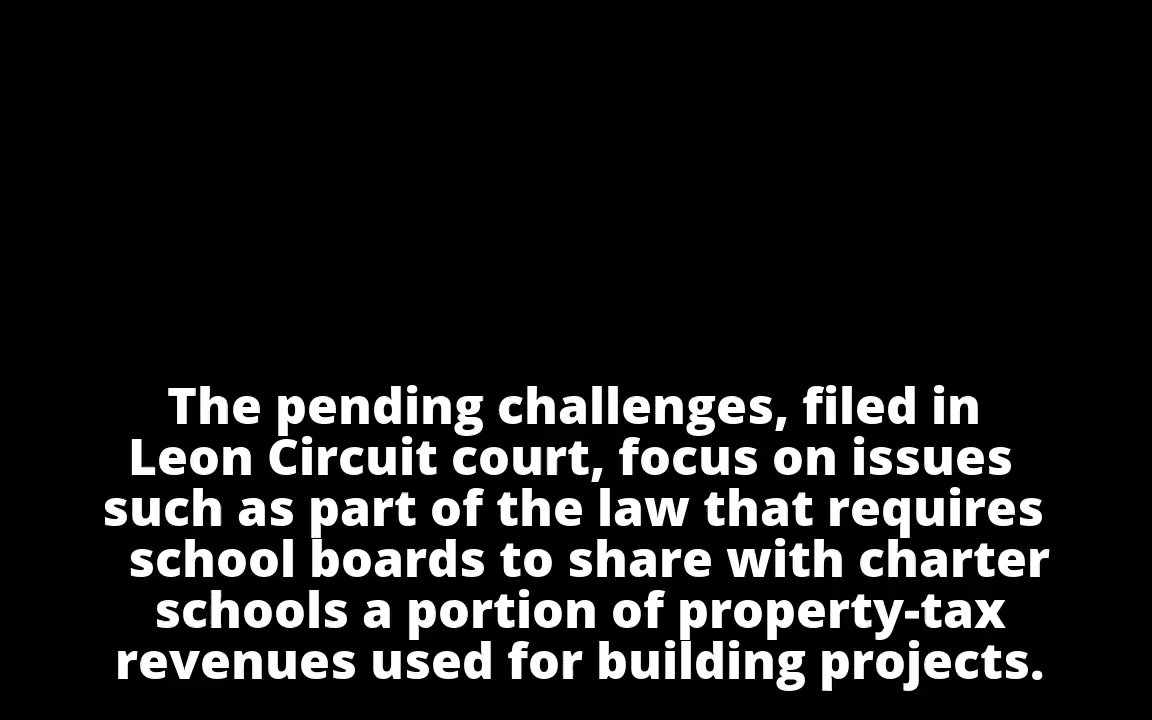 The pending challenges, filed in
Leon Circuit court, focus on issues
such as part of the law that requires
school boards to share with charter
schools a portion of property-tax
revenues used for building projects.